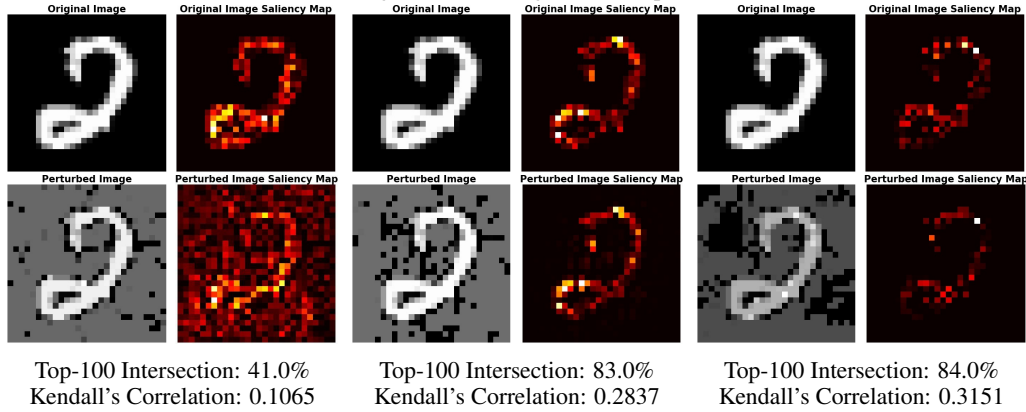 Original Image Original Image Saliency Map Original Image Original Image Saliency Map Original Image Original Image Saliency Map
Perturbed Image Perturbed Image Saliency Map Perturbed Image Perturbed Image Saliency Map Perturbed Image Perturbed Image Saliency Map
Top-100 Intersection: 41.0% Top-100 Intersection: 83.0% Top-100 Intersection: 84.0%
Kendall's Correlation: 0.1065 Kendall's Correlation: 0.2837 Kendall's Correlation: 0.3151